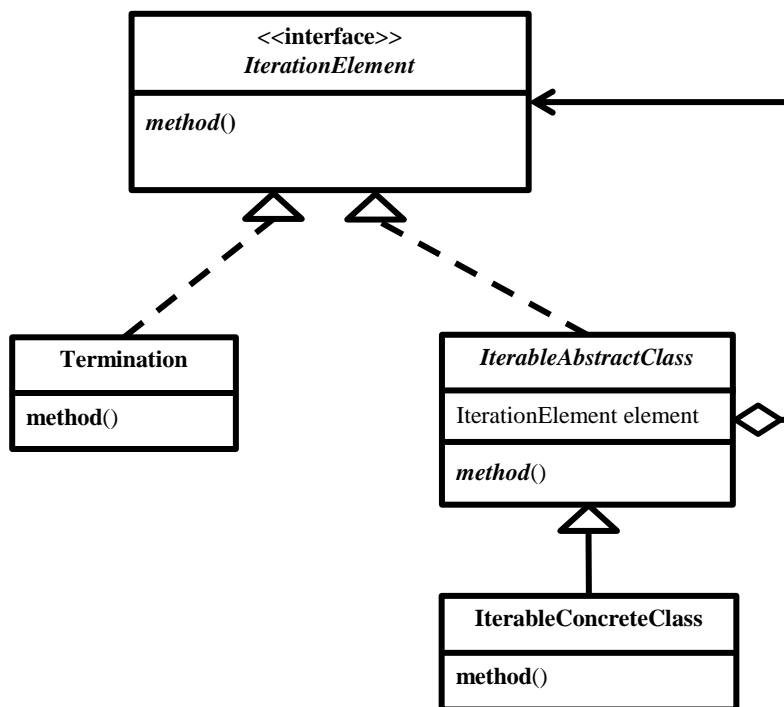 <<interface>>
IterationElement
method()
Termination
method()
IterableAbstractClass
IterationElement element
method()
IterableConcreteClass
method()